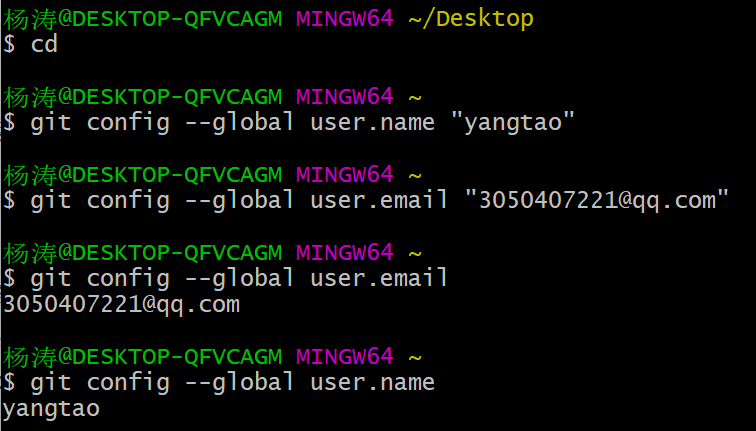 杨涛@DESKTOP-QFVCAGM MINGW64 ~/Desktop
$ cd
杨涛@DESKTOP-QFVCAGM MINGW64 ~
$ git config --global user.name "yangtao"
杨涛@DESKTOP-QFVCAGM MINGW64 ~
$ git config --global user.email "3050407221@qq.com"
杨涛@DESKTOP-QFVCAGM MINGW64 ~
$ git config --global user.email
3050407221@qq.com
杨涛@DESKTOP-QFVCAGM MINGW64 ~
$ git config --global user.name
yangtao